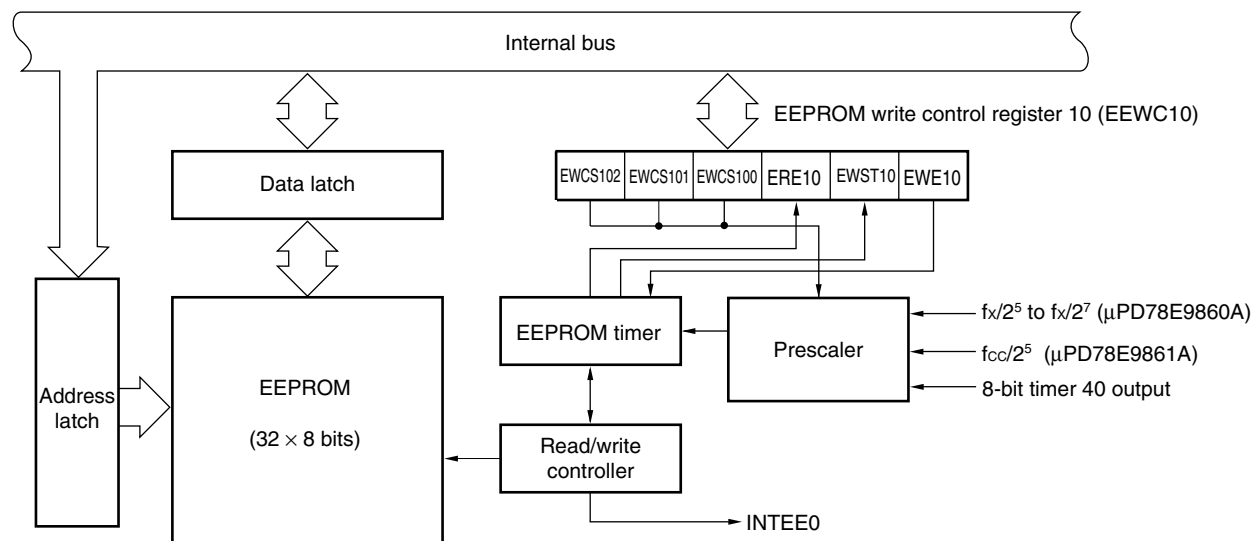 Internal bus
EEPROM write control register 10 (EEWC10)
Data latch
EWCS102 EWCS101 EWCS100 ERE10 EWST10 EWE10
Address
latch
EEPROM
(32 × 8 bits)
EEPROM timer
Prescaler
fX/2⁵ to fX/2⁷ (μPD78E9860A)
fCC/2⁵ (μPD78E9861A)
8-bit timer 40 output
Read/write
controller
INTEE0